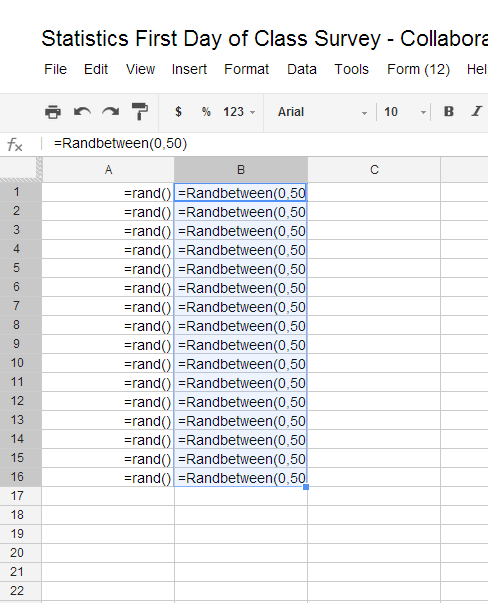 Statistics First Day of Class Survey - Collabora
File Edit View Insert Format Data Tools Form (12) Hel
$ % 123 Arial 10 B I
fx =Randbetween(0,50)
A B C
1 =rand() =Randbetween(0,50
2 =rand() =Randbetween(0,50
3 =rand() =Randbetween(0,50
4 =rand() =Randbetween(0,50
5 =rand() =Randbetween(0,50
6 =rand() =Randbetween(0,50
7 =rand() =Randbetween(0,50
8 =rand() =Randbetween(0,50
9 =rand() =Randbetween(0,50
10 =rand() =Randbetween(0,50
11 =rand() =Randbetween(0,50
12 =rand() =Randbetween(0,50
13 =rand() =Randbetween(0,50
14 =rand() =Randbetween(0,50
15 =rand() =Randbetween(0,50
16 =rand() =Randbetween(0,50
17
18
19
20
21
22